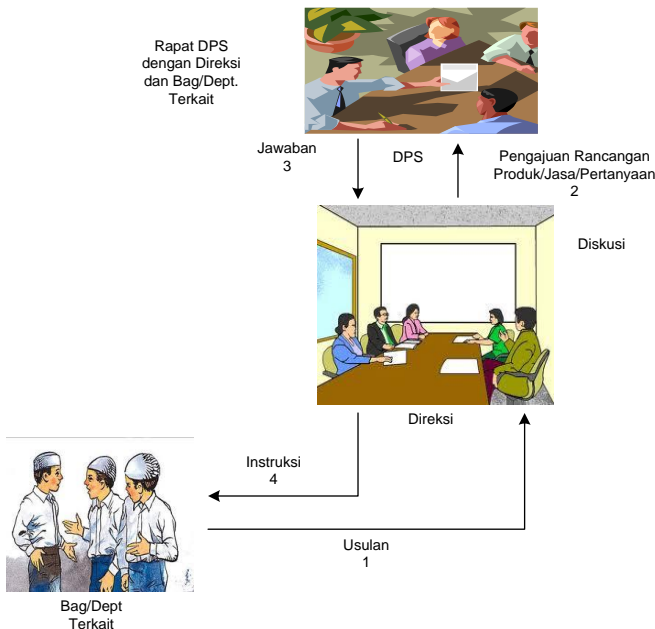 Rapat DPS
dengan Direksi
dan Bag/Dept.
Terkait
Jawaban
3
DPS
Pengajuan Rancangan
Produk/Jasa/Pertanyaan
2
Diskusi
Direksi
Instruksi
4
Usulan
1
Bag/Dept
Terkait